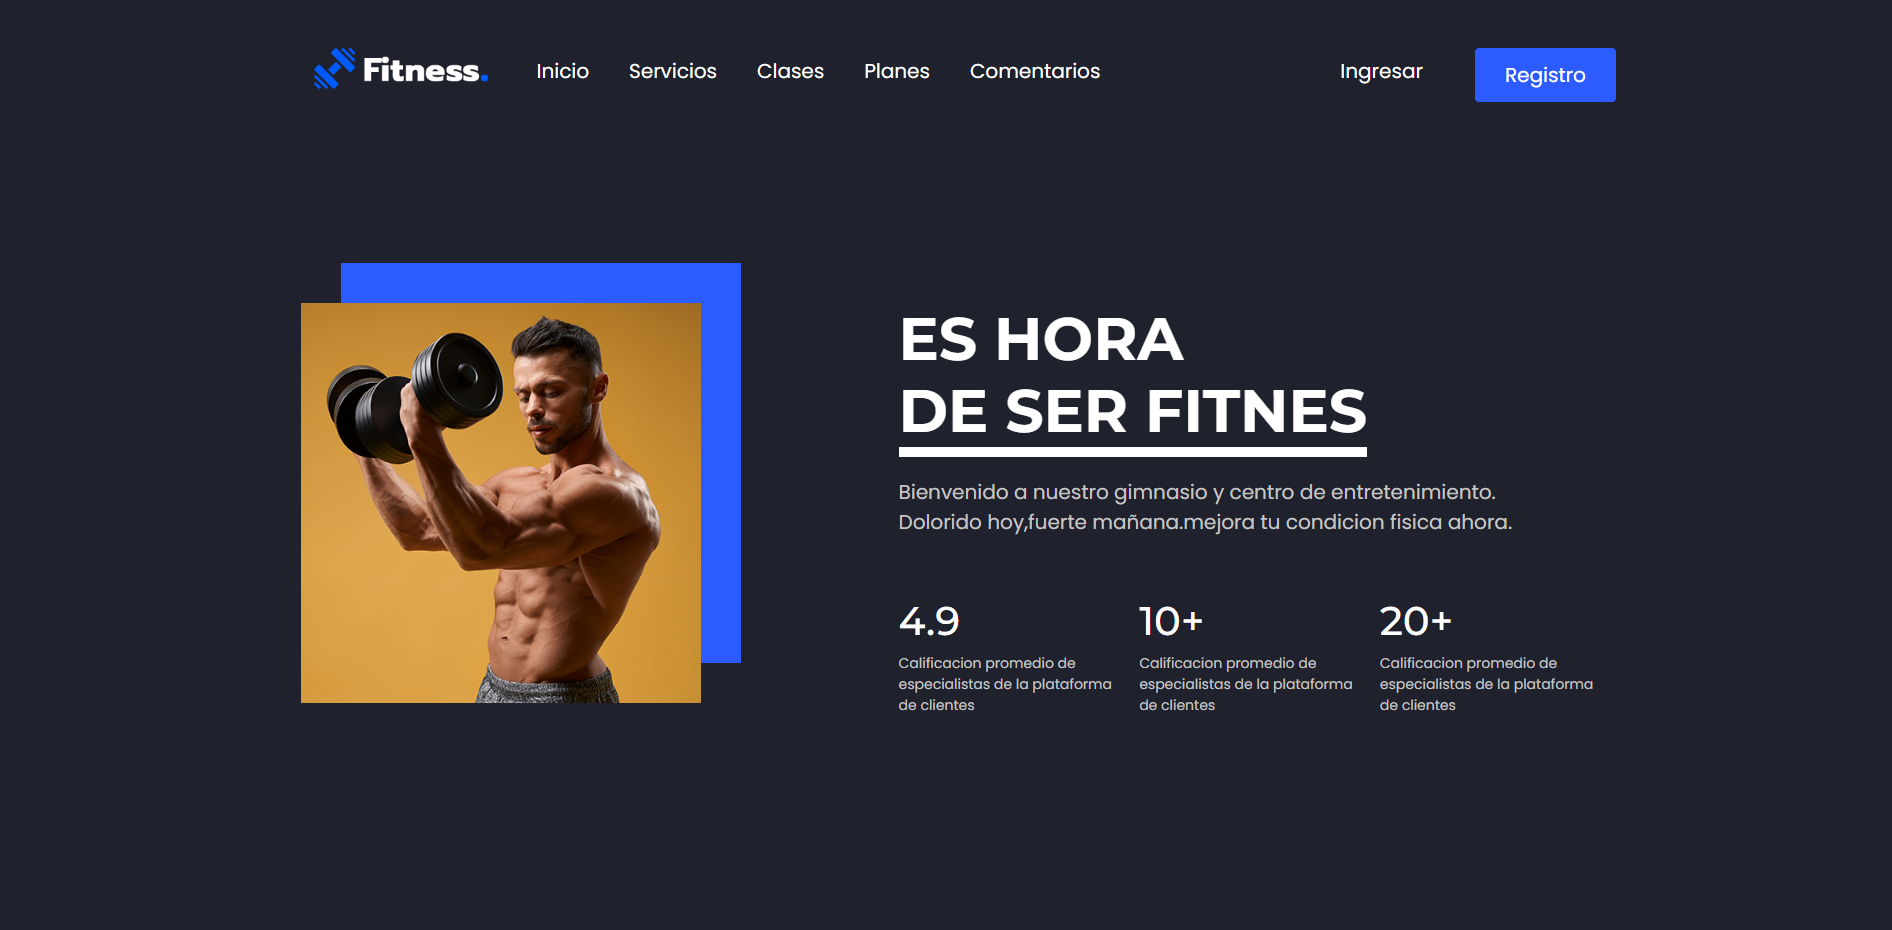 Fitness.
Inicio Servicios Clases Planes Comentarios Ingresar Registro
ES HORA
DE SER FITNES
Bienvenido a nuestro gimnasio y centro de entretenimiento.
Dolorido hoy,fuerte mañana.mejora tu condicion fisica ahora.
4.9
Calificacion promedio de
especialistas de la plataforma
de clientes
10+
Calificacion promedio de
especialistas de la plataforma
de clientes
20+
Calificacion promedio de
especialistas de la plataforma
de clientes